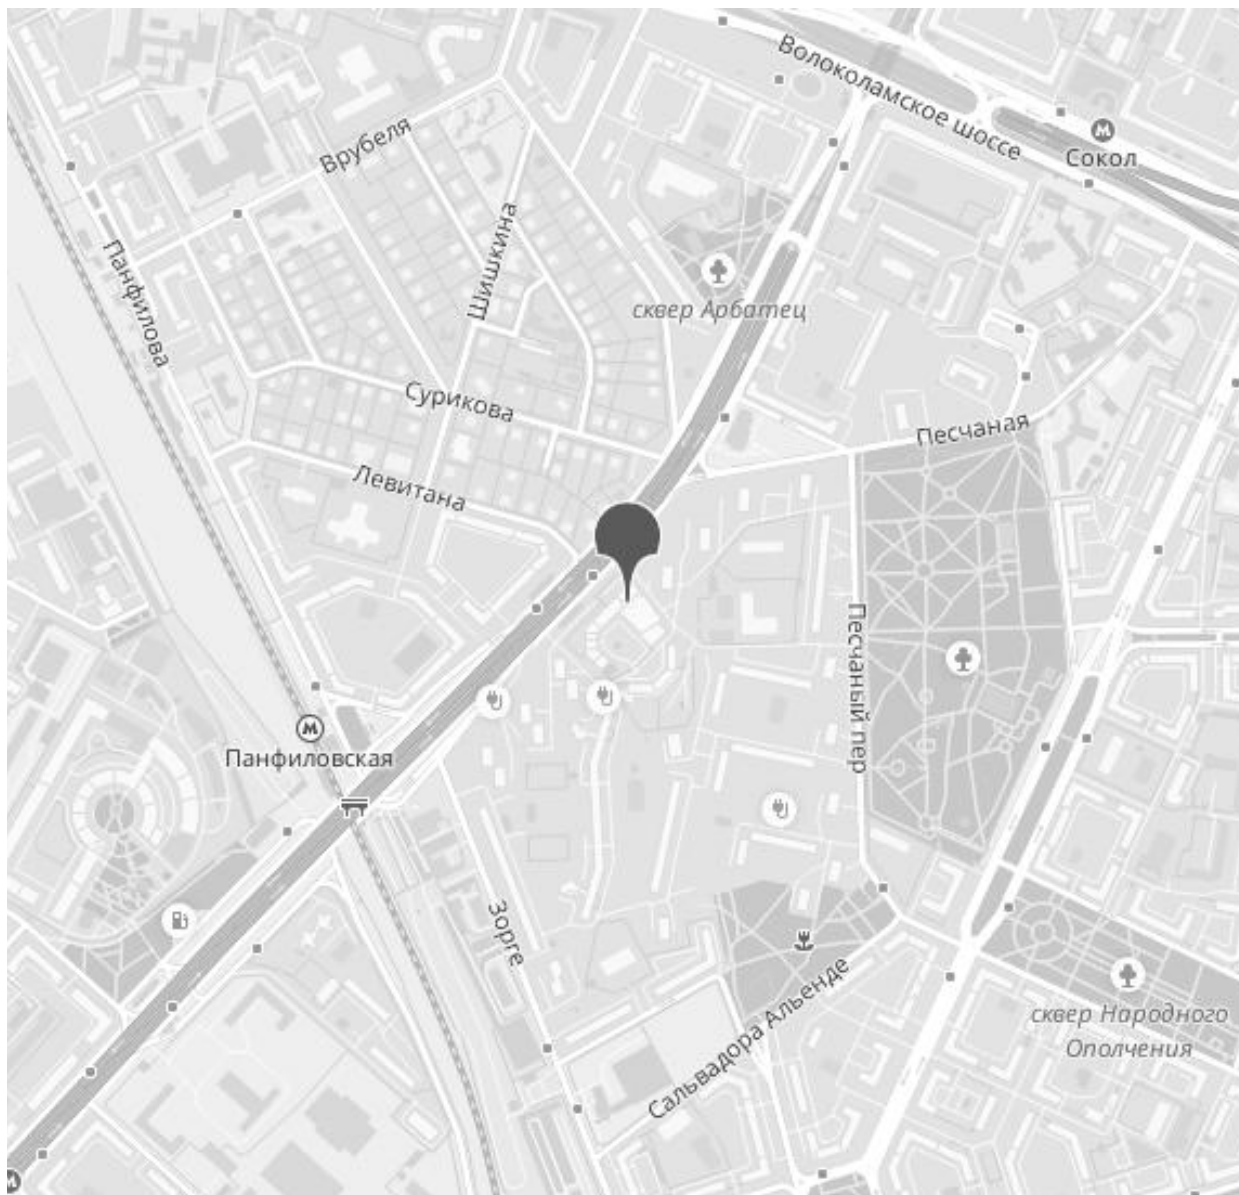 Волоколамское шоссе
Сокол
Врубеля
Панфилова
Шишкина
сквер Арбатец
Сурикова
Песчаная
Левитана
Песчаный пер
Панфиловская
Зорге
Сальвадора Альенде
сквер Народного
Ополчения